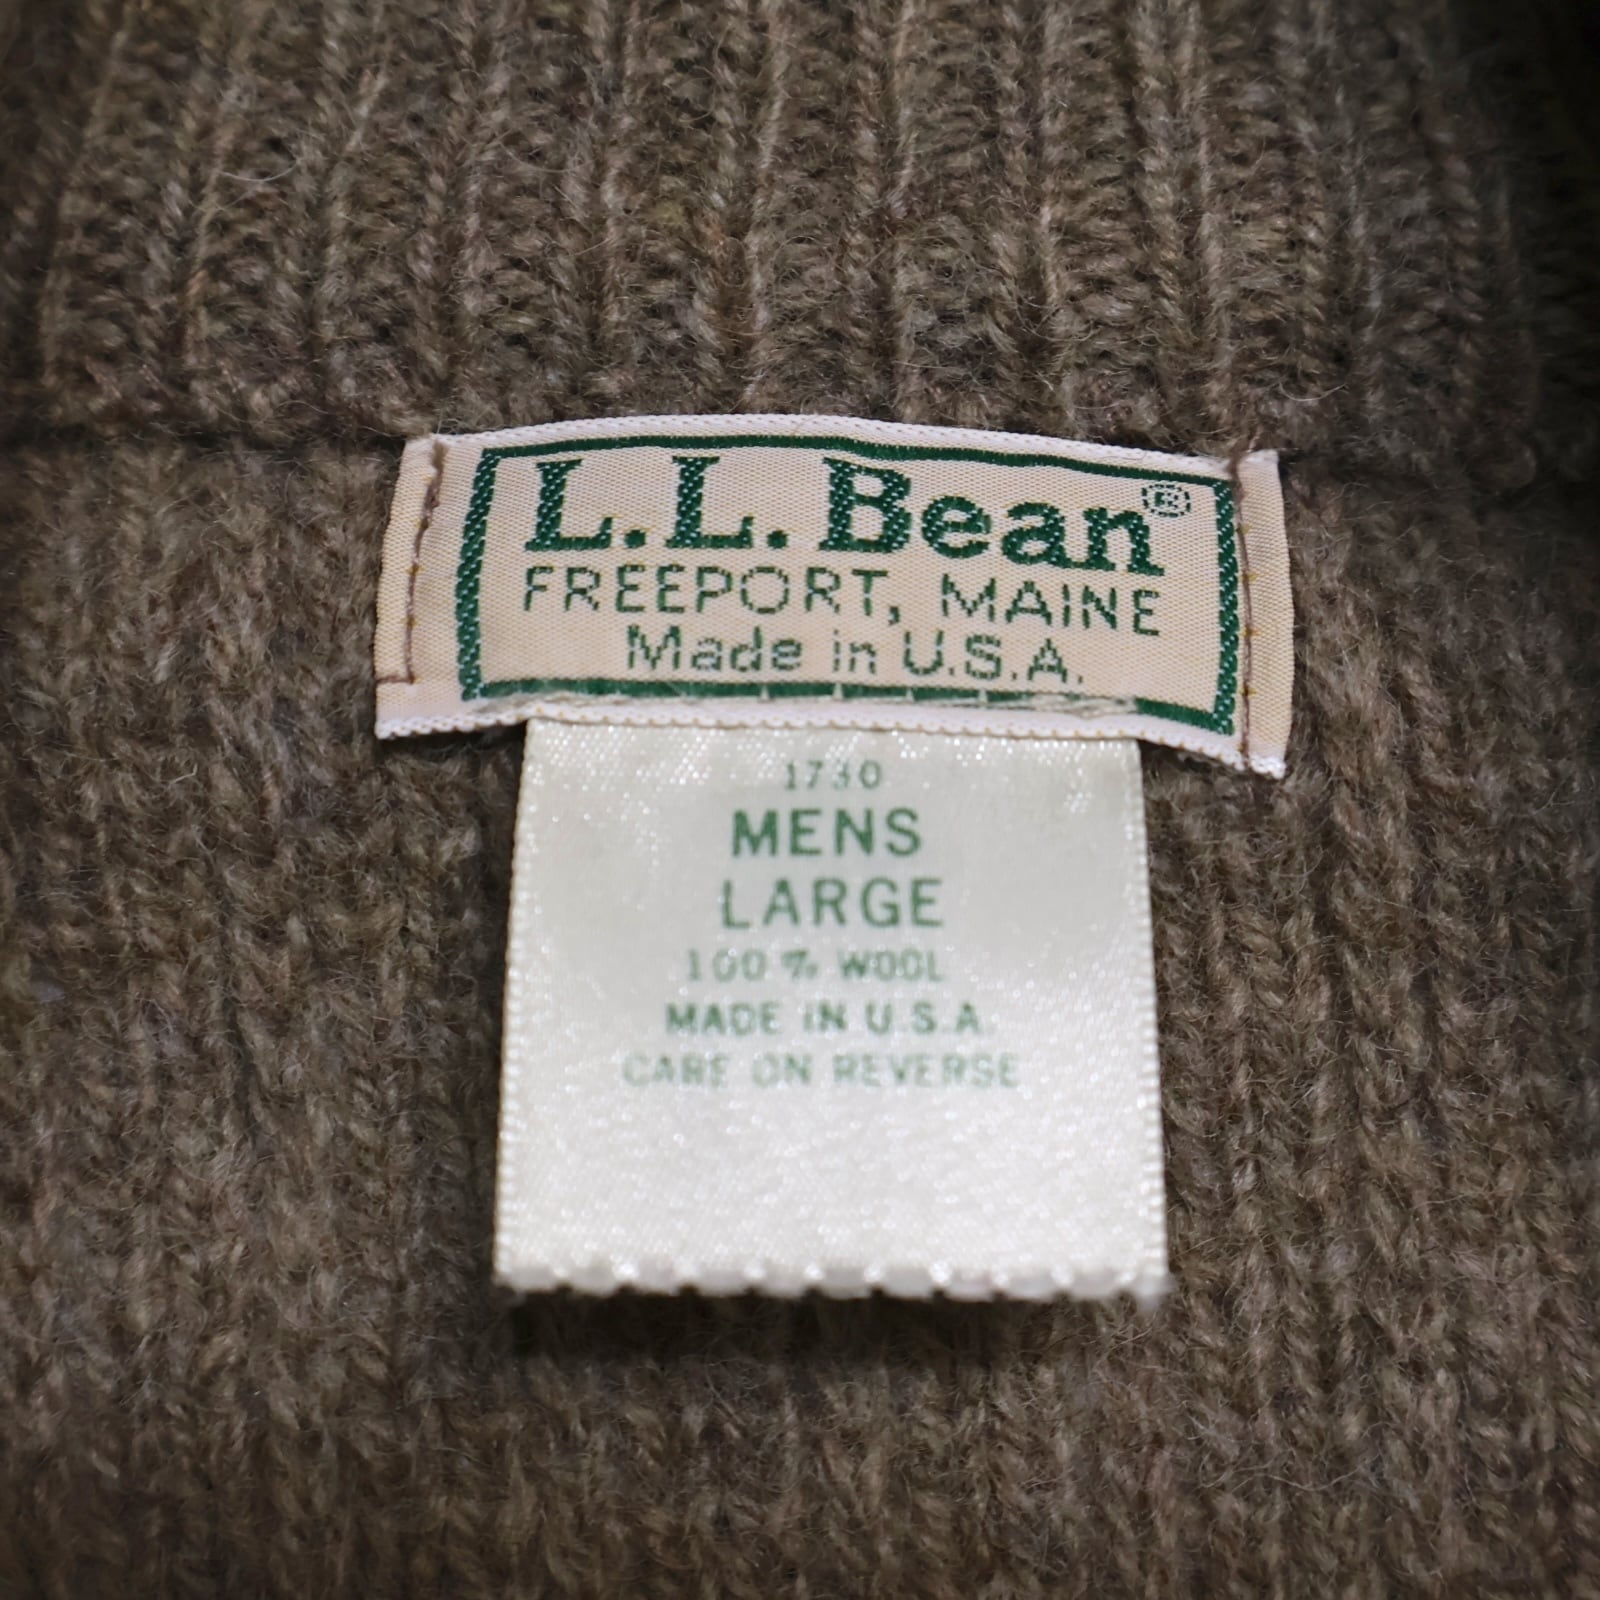 L.L.Bean®
FREEPORT, MAINE
Made in U.S.A.
1730
MENS
LARGE
100% WOOL
MADE IN U.S.A.
CARE ON REVERSE